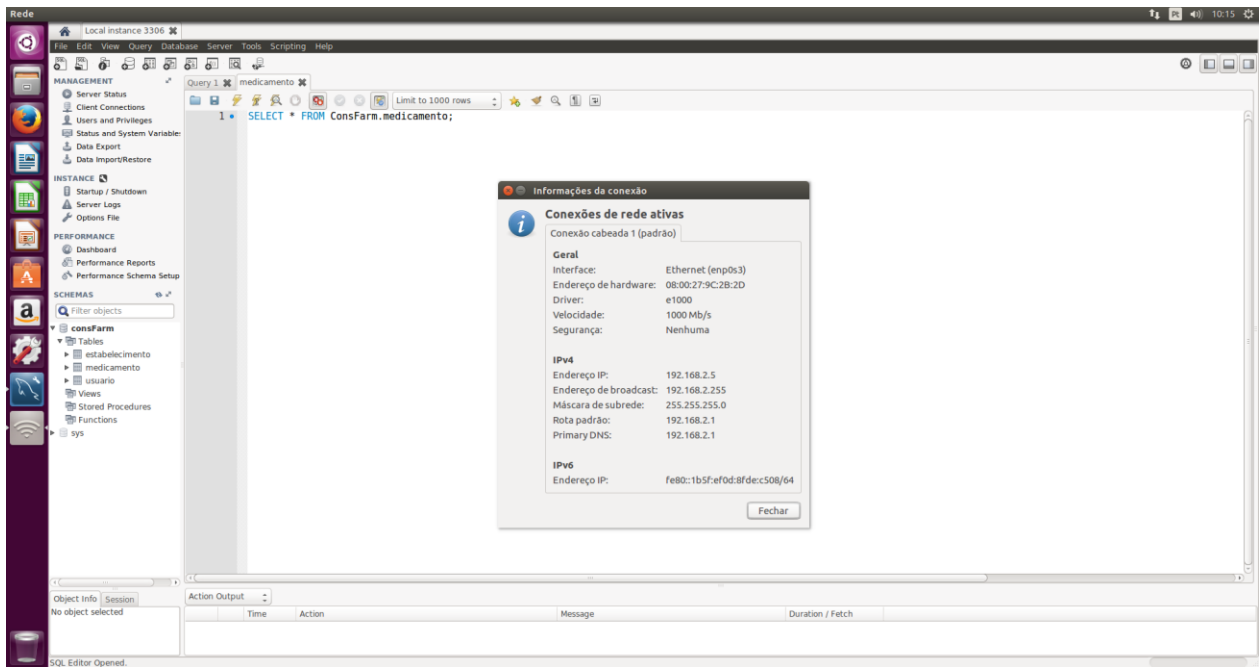 Rede
Pt 10:15
Local instance 3306
File Edit View Query Database Server Tools Scripting Help
MANAGEMENT
Server Status
Client Connections
Users and Privileges
Status and System Variable
Data Export
Data Import/Restore
INSTANCE
Startup / Shutdown
Server Logs
Options File
PERFORMANCE
Dashboard
Performance Reports
Performance Schema Setup
SCHEMAS
Filter objects
consFarm
Tables
estabelecimento
medicamento
usuario
Views
Stored Procedures
Functions
sys
Query 1 medicamento
Limit to 1000 rows
1 SELECT * FROM ConsFarm.medicamento;
Informações da conexão
Conexões de rede ativas
Conexão cabeada 1 (padrão)
Geral
Interface: Ethernet (enp0s3)
Endereço de hardware: 08:00:27:9C:2B:2D
Driver: e1000
Velocidade: 1000 Mb/s
Segurança: Nenhuma
IPv4
Endereço IP: 192.168.2.5
Endereço de broadcast: 192.168.2.255
Máscara de subrede: 255.255.255.0
Rota padrão: 192.168.2.1
Primary DNS: 192.168.2.1
IPv6
Endereço IP: fe80::1b5f:ef0d:8fde:c508/64
Fechar
Object Info Session
No object selected
Action Output
Time Action Message Duration / Fetch
SQL Editor Opened.